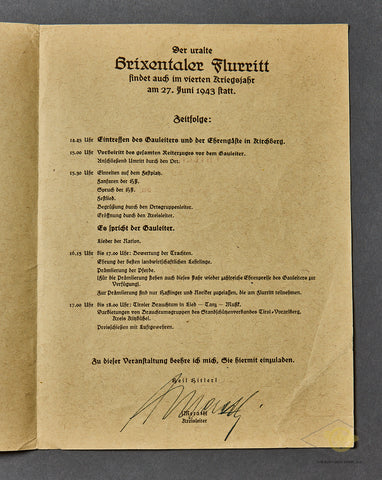 Der uralte
Brixentaler Flurritt
findet auch im vierten Kriegsjahr
am 27. Juni 1943 statt.
Zeitfolge:
14.45 Uhr Eintreffen des Gauleiters und der Ehrengäste in Kirchberg.
15.00 Uhr Vorbeiritt des gesamten Reiterzuges vor dem Gauleiter.
Anschließend Umritt durch den Ort.
15.30 Uhr Einreiten auf dem Festplatz.
Fanfaren der HJ.
Spruch der HJ.
Festlied.
Begrüßung durch den Ortsgruppenleiter.
Eröffnung durch den Kreisleiter.
Es spricht der Gauleiter.
Lieder der Nation.
16.15 Uhr bis 17.00 Uhr: Bewertung der Trachten.
Ehrung der besten landwirtschaftlichen Lehrlinge.
Prämiierung der Pferde.
(Für die Prämiierung stehen auch dieses Jahr wieder zahlreiche Ehrenpreise des Gauleiters zur
Verfügung).
Zur Prämiierung sind nur Haflinger und Noriker zugelassen, die am Flurritt teilnehmen.
17.00 Uhr bis 18.00 Uhr: Tiroler Brauchtum in Lied — Tanz — Musik.
Darbietungen von Brauchtumsgruppen des Standschützenverbandes Tirol-Vorarlberg,
Kreis Kitzbühel.
Preisschießen mit Luftgewehren.
Zu dieser Veranstaltung beehre ich mich, Sie hiermit einzuladen.
Heil Hitler!
Merath
Kreisleiter